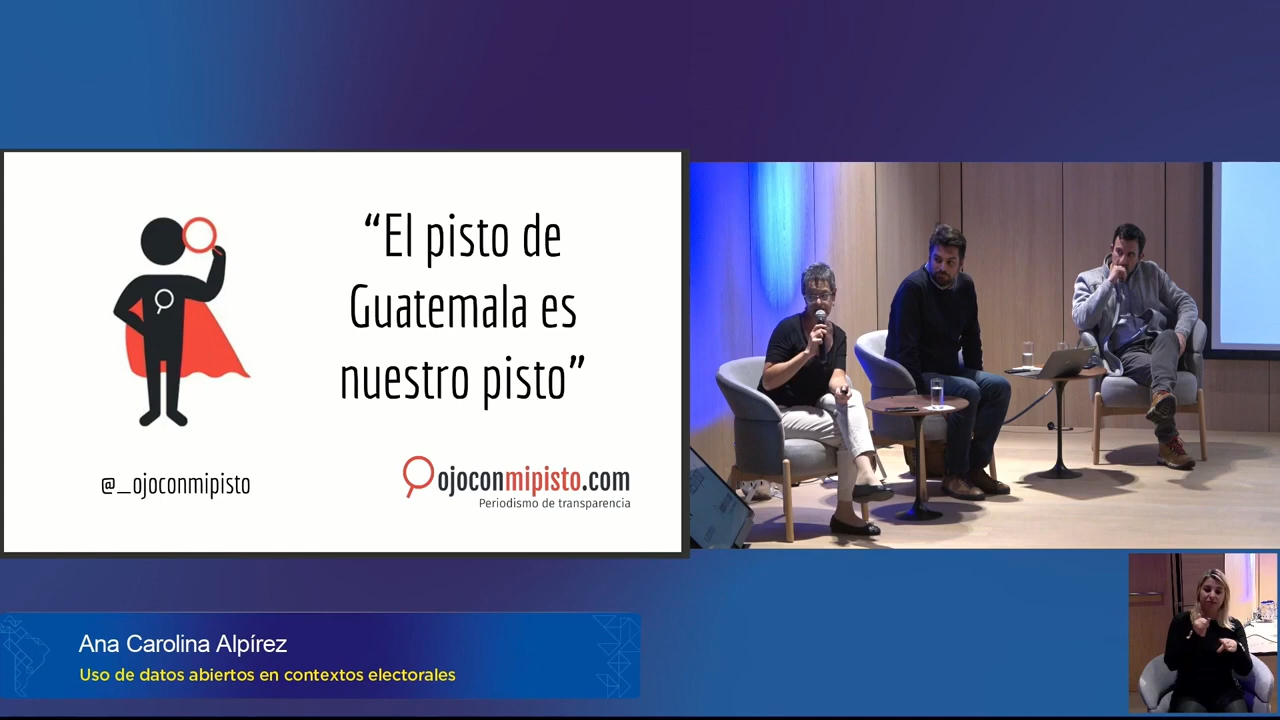 “El pisto de
Guatemala es
nuestro pisto”
@_ojoconmipisto
ojoconmipisto.com
Periodismo de transparencia
Ana Carolina Alpírez
Uso de datos abiertos en contextos electorales